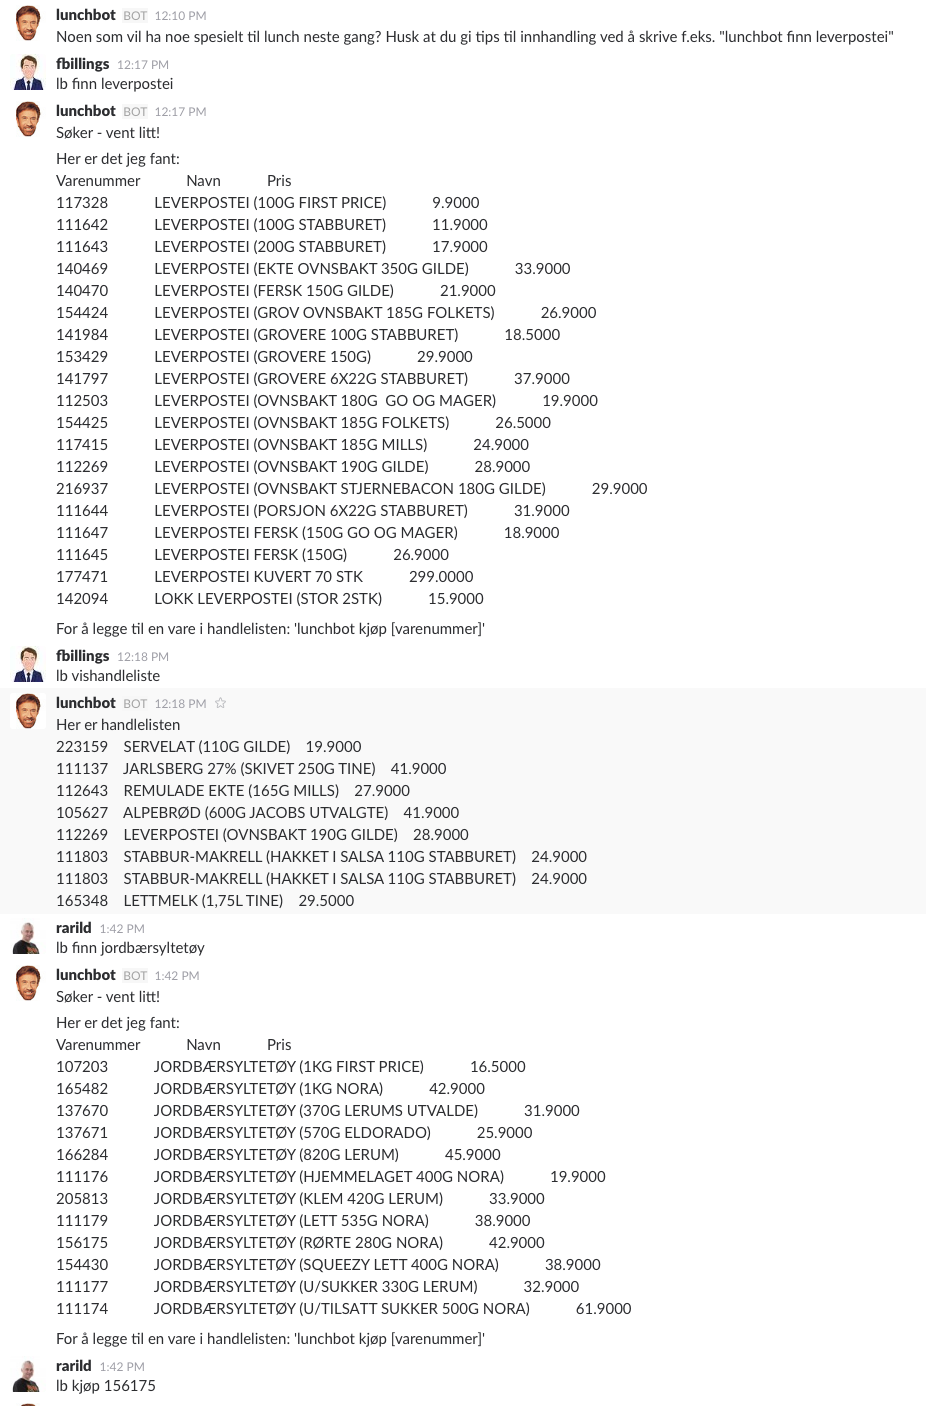 lunchbot BOT 12:10 PM
Noen som vil ha noe spesielt til lunch neste gang? Husk at du gi tips til innhandling ved å skrive f.eks. "lunchbot finn leverpostei"
fbillings 12:17 PM
lb finn leverpostei
lunchbot BOT 12:17 PM
Søker - vent litt!
Her er det jeg fant:
Varenummer Navn Pris
117328 LEVERPOSTEI (100G FIRST PRICE) 9.9000
111642 LEVERPOSTEI (100G STABBURET) 11.9000
111643 LEVERPOSTEI (200G STABBURET) 17.9000
140469 LEVERPOSTEI (EKTE OVNSBAKT 350G GILDE) 33.9000
140470 LEVERPOSTEI (FERSK 150G GILDE) 21.9000
154424 LEVERPOSTEI (GROV OVNSBAKT 185G FOLKETS) 26.9000
141984 LEVERPOSTEI (GROVERE 100G STABBURET) 18.5000
153429 LEVERPOSTEI (GROVERE 150G) 29.9000
141797 LEVERPOSTEI (GROVERE 6X22G STABBURET) 37.9000
112503 LEVERPOSTEI (OVNSBAKT 180G GO OG MAGER) 19.9000
154425 LEVERPOSTEI (OVNSBAKT 185G FOLKETS) 26.5000
117415 LEVERPOSTEI (OVNSBAKT 185G MILLS) 24.9000
112269 LEVERPOSTEI (OVNSBAKT 190G GILDE) 28.9000
216937 LEVERPOSTEI (OVNSBAKT STJERNEBACON 180G GILDE) 29.9000
111644 LEVERPOSTEI (PORSJON 6X22G STABBURET) 31.9000
111647 LEVERPOSTEI FERSK (150G GO OG MAGER) 18.9000
111645 LEVERPOSTEI FERSK (150G) 26.9000
177471 LEVERPOSTEI KUVERT 70 STK 299.0000
142094 LOKK LEVERPOSTEI (STOR 2STK) 15.9000
For å legge til en vare i handlelisten: 'lunchbot kjøp [varenummer]'
fbillings 12:18 PM
lb vishandleliste
lunchbot BOT 12:18 PM
Her er handlelisten
223159 SERVELAT (110G GILDE) 19.9000
111137 JARLSBERG 27% (SKIVET 250G TINE) 41.9000
112643 REMULADE EKTE (165G MILLS) 27.9000
105627 ALPEBRØD (600G JACOBS UTVALGTE) 41.9000
112269 LEVERPOSTEI (OVNSBAKT 190G GILDE) 28.9000
111803 STABBUR-MAKRELL (HAKKET I SALSA 110G STABBURET) 24.9000
111803 STABBUR-MAKRELL (HAKKET I SALSA 110G STABBURET) 24.9000
165348 LETTMELK (1,75L TINE) 29.5000
rarild 1:42 PM
lb finn jordbærsyltetøy
lunchbot BOT 1:42 PM
Søker - vent litt!
Her er det jeg fant:
Varenummer Navn Pris
107203 JORDBÆRSYLTETØY (1KG FIRST PRICE) 16.5000
165482 JORDBÆRSYLTETØY (1KG NORA) 42.9000
137670 JORDBÆRSYLTETØY (370G LERUMS UTVALDE) 31.9000
137671 JORDBÆRSYLTETØY (570G ELDORADO) 25.9000
166284 JORDBÆRSYLTETØY (820G LERUM) 45.9000
111176 JORDBÆRSYLTETØY (HJEMMELAGET 400G NORA) 19.9000
205813 JORDBÆRSYLTETØY (KLEM 420G LERUM) 33.9000
111179 JORDBÆRSYLTETØY (LETT 535G NORA) 38.9000
156175 JORDBÆRSYLTETØY (RØRTE 280G NORA) 42.9000
154430 JORDBÆRSYLTETØY (SQUEEZY LETT 400G NORA) 38.9000
111177 JORDBÆRSYLTETØY (U/SUKKER 330G LERUM) 32.9000
111174 JORDBÆRSYLTETØY (U/TILSATT SUKKER 500G NORA) 61.9000
For å legge til en vare i handlelisten: 'lunchbot kjøp [varenummer]'
rarild 1:42 PM
lb kjøp 156175